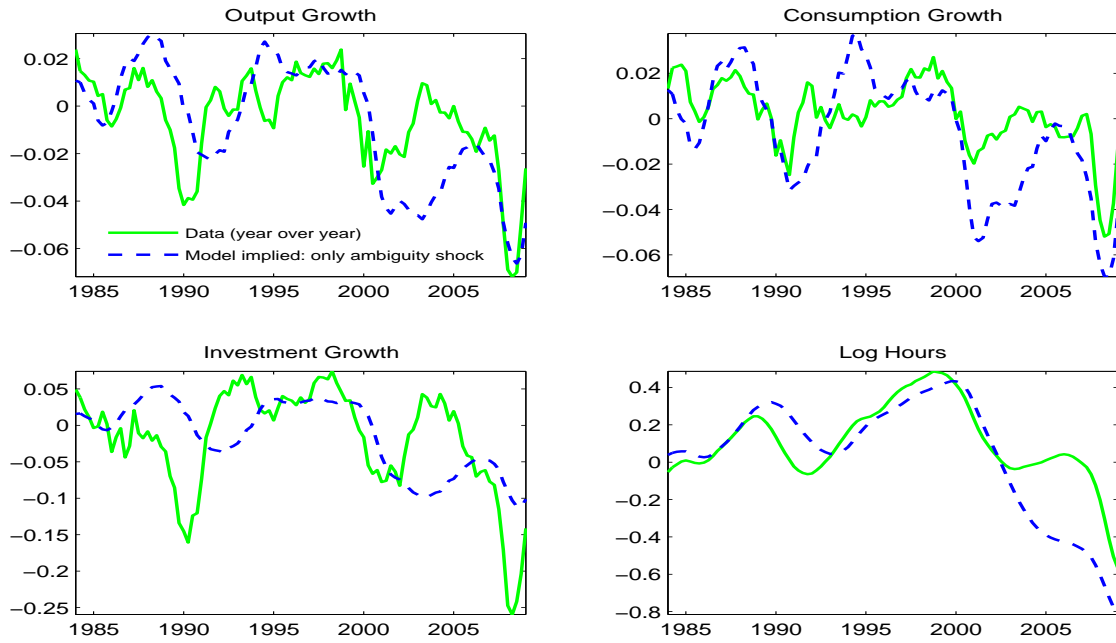 Output Growth
0.02
0
−0.02
−0.04
−0.06
Data (year over year)
Model implied: only ambiguity shock
1985 1990 1995 2000 2005
Consumption Growth
0.02
0
−0.02
−0.04
−0.06
1985 1990 1995 2000 2005
Investment Growth
0.05
0
−0.05
−0.1
−0.15
−0.2
−0.25
1985 1990 1995 2000 2005
Log Hours
0.4
0.2
0
−0.2
−0.4
−0.6
−0.8
1985 1990 1995 2000 2005